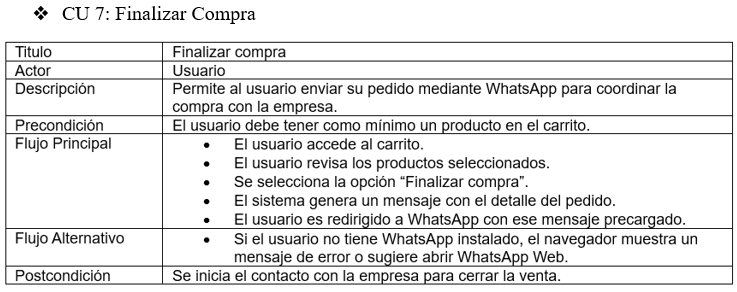 ❖ CU 7: Finalizar Compra
Titulo Finalizar compra
Actor Usuario
Descripción Permite al usuario enviar su pedido mediante WhatsApp para coordinar la
compra con la empresa.
Precondición El usuario debe tener como mínimo un producto en el carrito.
Flujo Principal • El usuario accede al carrito.
• El usuario revisa los productos seleccionados.
• Se selecciona la opción “Finalizar compra”.
• El sistema genera un mensaje con el detalle del pedido.
• El usuario es redirigido a WhatsApp con ese mensaje precargado.
Flujo Alternativo • Si el usuario no tiene WhatsApp instalado, el navegador muestra un
mensaje de error o sugiere abrir WhatsApp Web.
Postcondición Se inicia el contacto con la empresa para cerrar la venta.